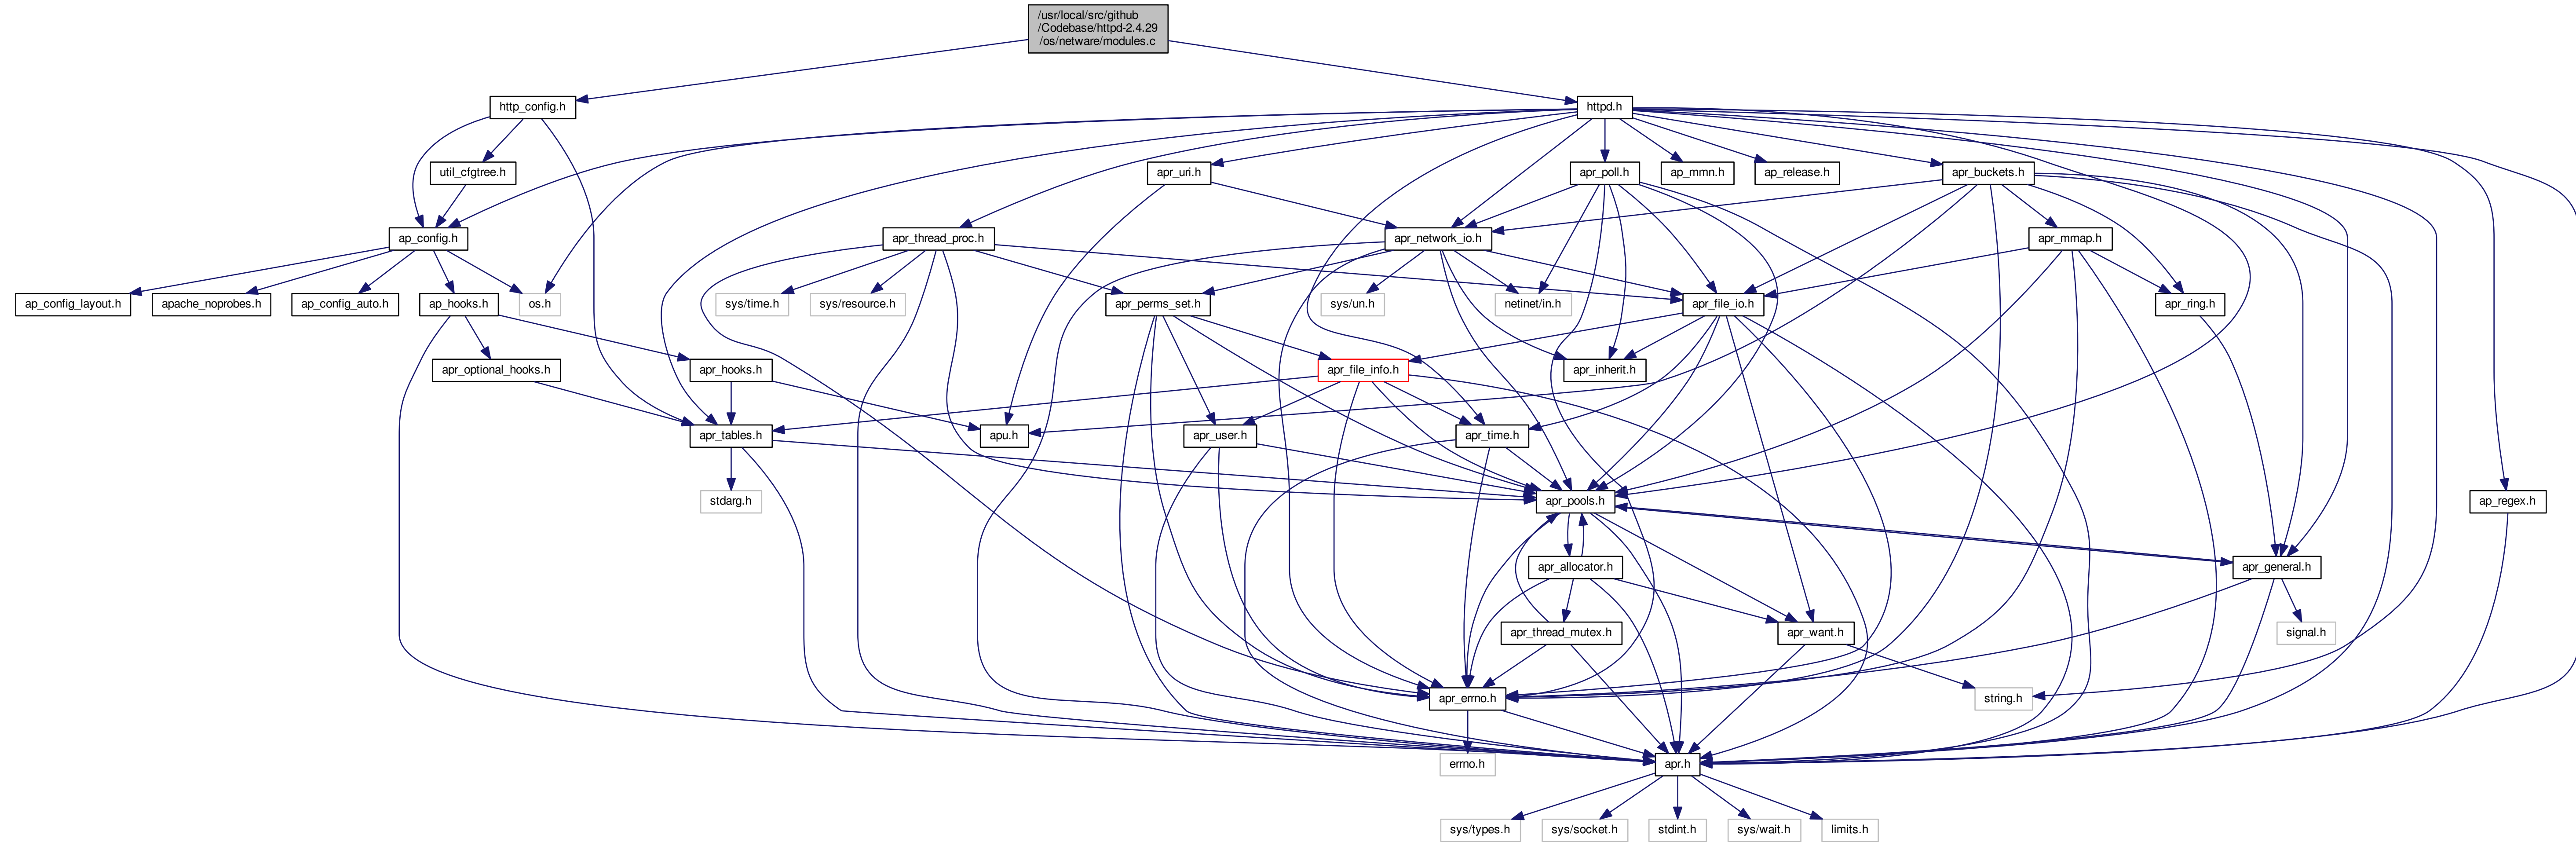 /usr/local/src/github
/Codebase/httpd-2.4.29
/os/netware/modules.c
http_config.h
httpd.h
util_cfgtree.h
apr_uri.h
apr_poll.h
ap_mmn.h
ap_release.h
apr_buckets.h
ap_config.h
apr_thread_proc.h
apr_network_io.h
apr_mmap.h
ap_config_layout.h
apache_noprobes.h
ap_config_auto.h
ap_hooks.h
os.h
sys/time.h
sys/resource.h
apr_perms_set.h
sys/un.h
netinet/in.h
apr_file_io.h
apr_ring.h
apr_optional_hooks.h
apr_hooks.h
apr_file_info.h
apr_inherit.h
apr_tables.h
apu.h
apr_user.h
apr_time.h
stdarg.h
apr_pools.h
ap_regex.h
apr_allocator.h
apr_general.h
apr_thread_mutex.h
apr_want.h
signal.h
apr_errno.h
string.h
errno.h
apr.h
sys/types.h
sys/socket.h
stdint.h
sys/wait.h
limits.h